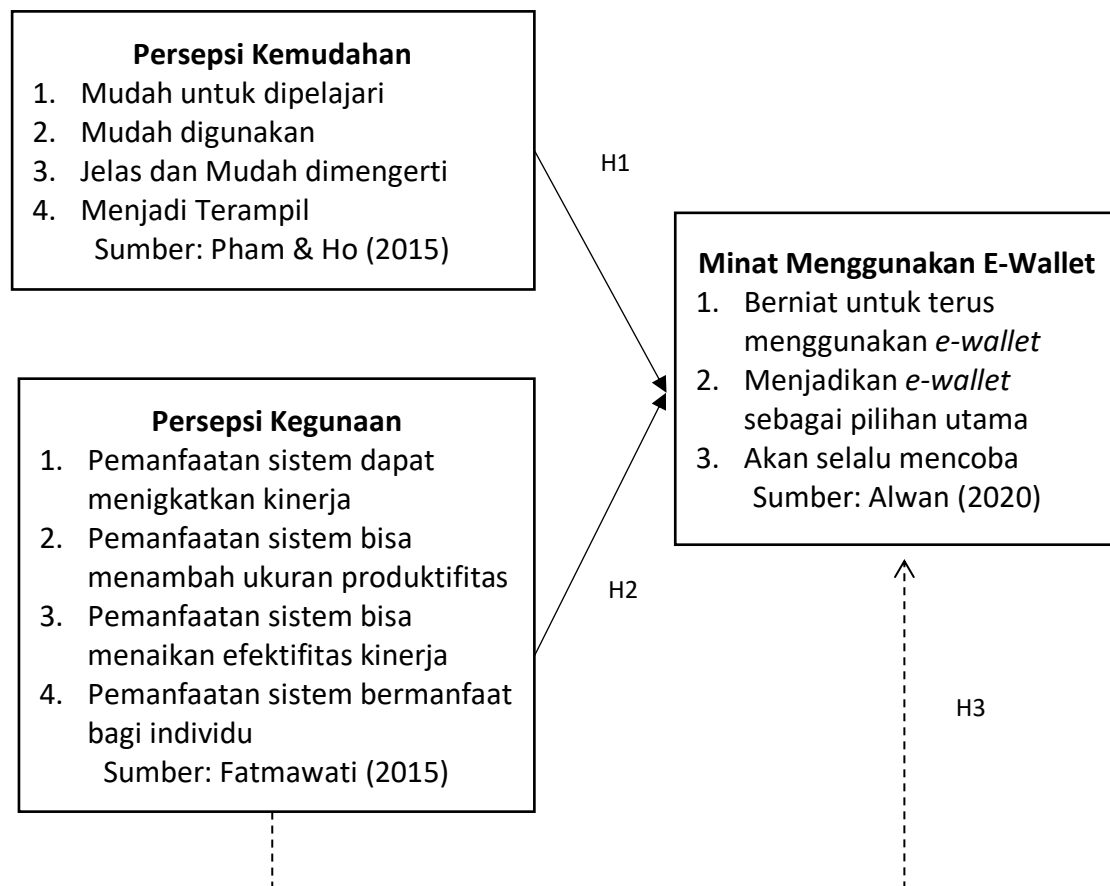 Persepsi Kemudahan
1. Mudah untuk dipelajari
2. Mudah digunakan
3. Jelas dan Mudah dimengerti
4. Menjadi Terampil
Sumber: Pham & Ho (2015)
H1
Minat Menggunakan E-Wallet
1. Berniat untuk terus
menggunakan e-wallet
2. Menjadikan e-wallet
sebagai pilihan utama
3. Akan selalu mencoba
Sumber: Alwan (2020)
Persepsi Kegunaan
1. Pemanfaatan sistem dapat
menigkatkan kinerja
2. Pemanfaatan sistem bisa
menambah ukuran produktifitas
3. Pemanfaatan sistem bisa
menaikan efektifitas kinerja
4. Pemanfaatan sistem bermanfaat
bagi individu
Sumber: Fatmawati (2015)
H2
H3